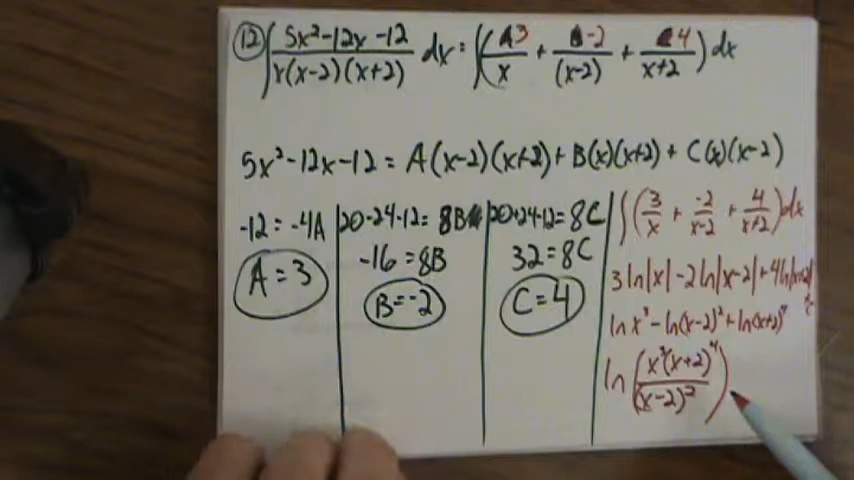 12 ∫ (5x²-12x-12)/(x(x-2)(x+2)) dx = ∫(A3/x + B-2/(x-2) + C4/(x+2)) dx
5x²-12x-12 = A(x-2)(x+2) + B(x)(x+2) + C(x)(x-2)
-12 = -4A
A = 3
20-24-12 = 8B
-16 = 8B
B = -2
20+24-12 = 8C
32 = 8C
C = 4
∫(3/x + -2/(x-2) + 4/(x+2)) dx
3 ln|x| - 2 ln|x-2| + 4 ln|x+2| + c
ln x³ - ln(x-2)² + ln(x+2)⁴
ln(x³(x+2)⁴/(x-2)²)